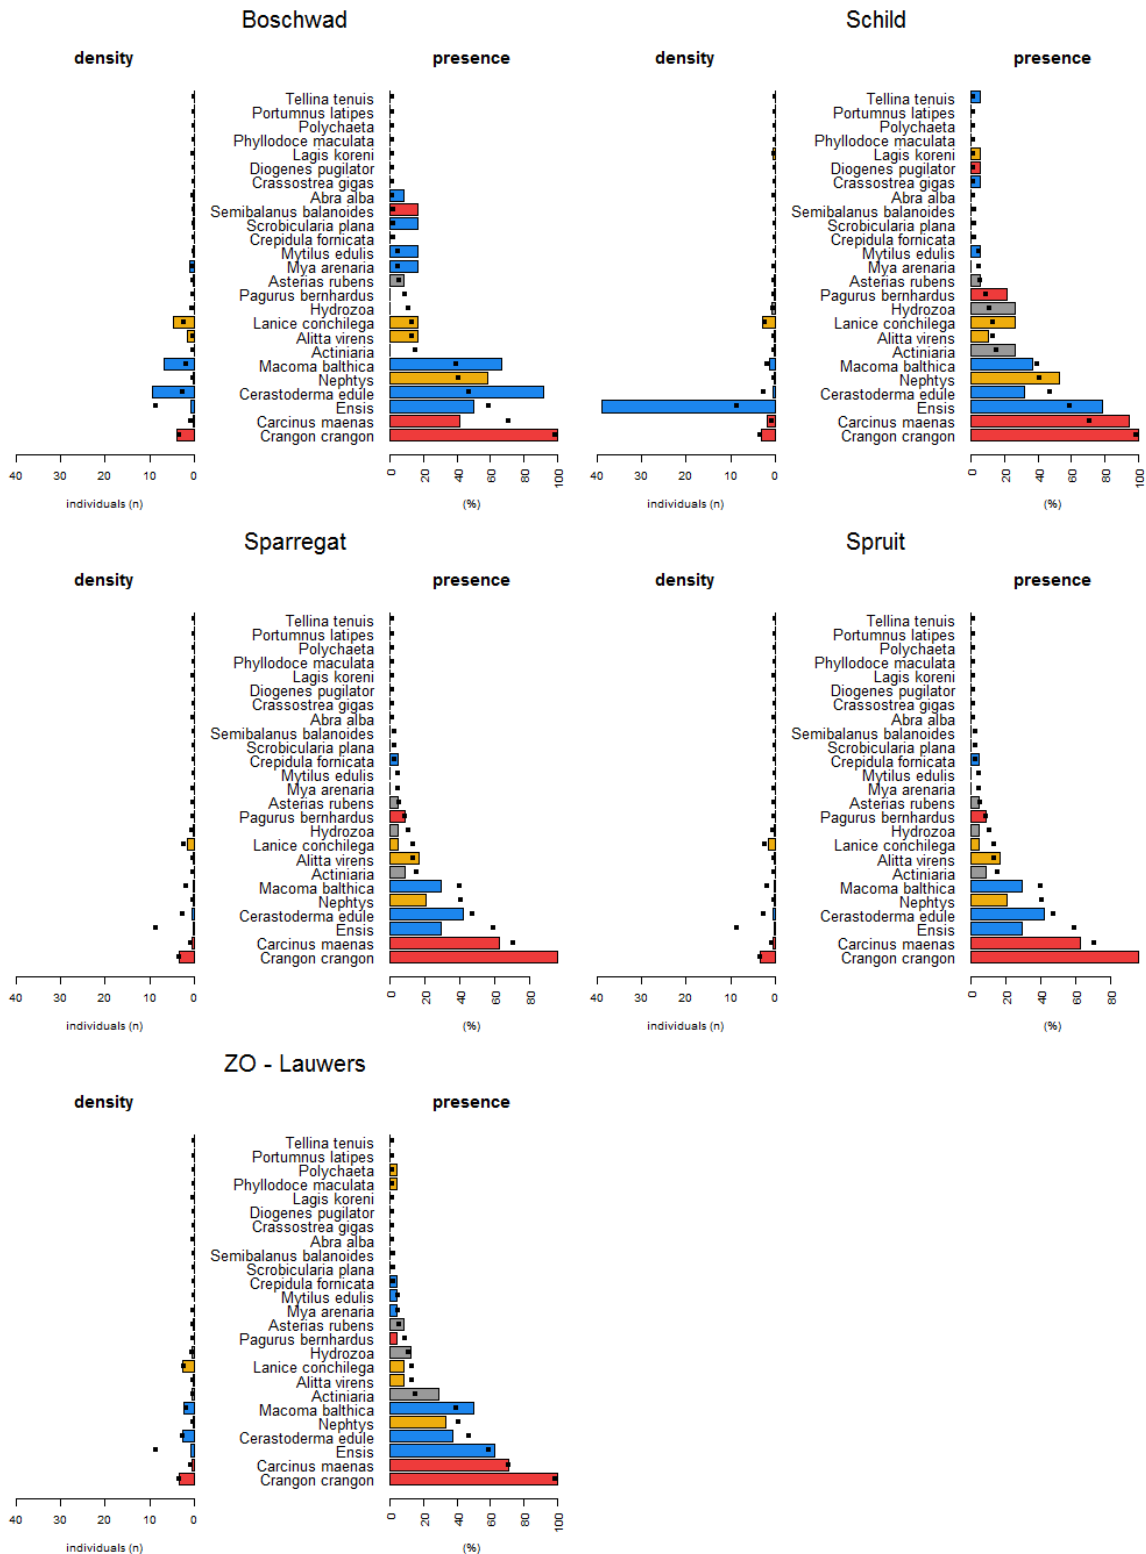 Boschwad
density
presence
Tellina tenuis
Portumnus latipes
Polychaeta
Phyllodoce maculata
Lagis koreni
Diogenes pugilator
Crassostrea gigas
Abra alba
Semibalanus balanoides
Scrobicularia plana
Crepidula fornicata
Mytilus edulis
Mya arenaria
Asterias rubens
Pagurus bernhardus
Hydrozoa
Lanice conchilega
Alitta virens
Actiniaria
Macoma balthica
Nephtys
Cerastoderma edule
Ensis
Carcinus maenas
Crangon crangon
40 30 20 10 0
0 20 40 60 80 100
individuals (n)
(%)
Schild
density
presence
Tellina tenuis
Portumnus latipes
Polychaeta
Phyllodoce maculata
Lagis koreni
Diogenes pugilator
Crassostrea gigas
Abra alba
Semibalanus balanoides
Scrobicularia plana
Crepidula fornicata
Mytilus edulis
Mya arenaria
Asterias rubens
Pagurus bernhardus
Hydrozoa
Lanice conchilega
Alitta virens
Actiniaria
Macoma balthica
Nephtys
Cerastoderma edule
Ensis
Carcinus maenas
Crangon crangon
40 30 20 10 0
0 20 40 60 80 100
individuals (n)
(%)
Sparregat
density
presence
Tellina tenuis
Portumnus latipes
Polychaeta
Phyllodoce maculata
Lagis koreni
Diogenes pugilator
Crassostrea gigas
Abra alba
Semibalanus balanoides
Scrobicularia plana
Crepidula fornicata
Mytilus edulis
Mya arenaria
Asterias rubens
Pagurus bernhardus
Hydrozoa
Lanice conchilega
Alitta virens
Actiniaria
Macoma balthica
Nephtys
Cerastoderma edule
Ensis
Carcinus maenas
Crangon crangon
40 30 20 10 0
0 20 40 60 80
individuals (n)
(%)
Spruit
density
presence
Tellina tenuis
Portumnus latipes
Polychaeta
Phyllodoce maculata
Lagis koreni
Diogenes pugilator
Crassostrea gigas
Abra alba
Semibalanus balanoides
Scrobicularia plana
Crepidula fornicata
Mytilus edulis
Mya arenaria
Asterias rubens
Pagurus bernhardus
Hydrozoa
Lanice conchilega
Alitta virens
Actiniaria
Macoma balthica
Nephtys
Cerastoderma edule
Ensis
Carcinus maenas
Crangon crangon
40 30 20 10 0
0 20 40 60 80
individuals (n)
(%)
ZO - Lauwers
density
presence
Tellina tenuis
Portumnus latipes
Polychaeta
Phyllodoce maculata
Lagis koreni
Diogenes pugilator
Crassostrea gigas
Abra alba
Semibalanus balanoides
Scrobicularia plana
Crepidula fornicata
Mytilus edulis
Mya arenaria
Asterias rubens
Pagurus bernhardus
Hydrozoa
Lanice conchilega
Alitta virens
Actiniaria
Macoma balthica
Nephtys
Cerastoderma edule
Ensis
Carcinus maenas
Crangon crangon
40 30 20 10 0
0 20 40 60 80 100
individuals (n)
(%)